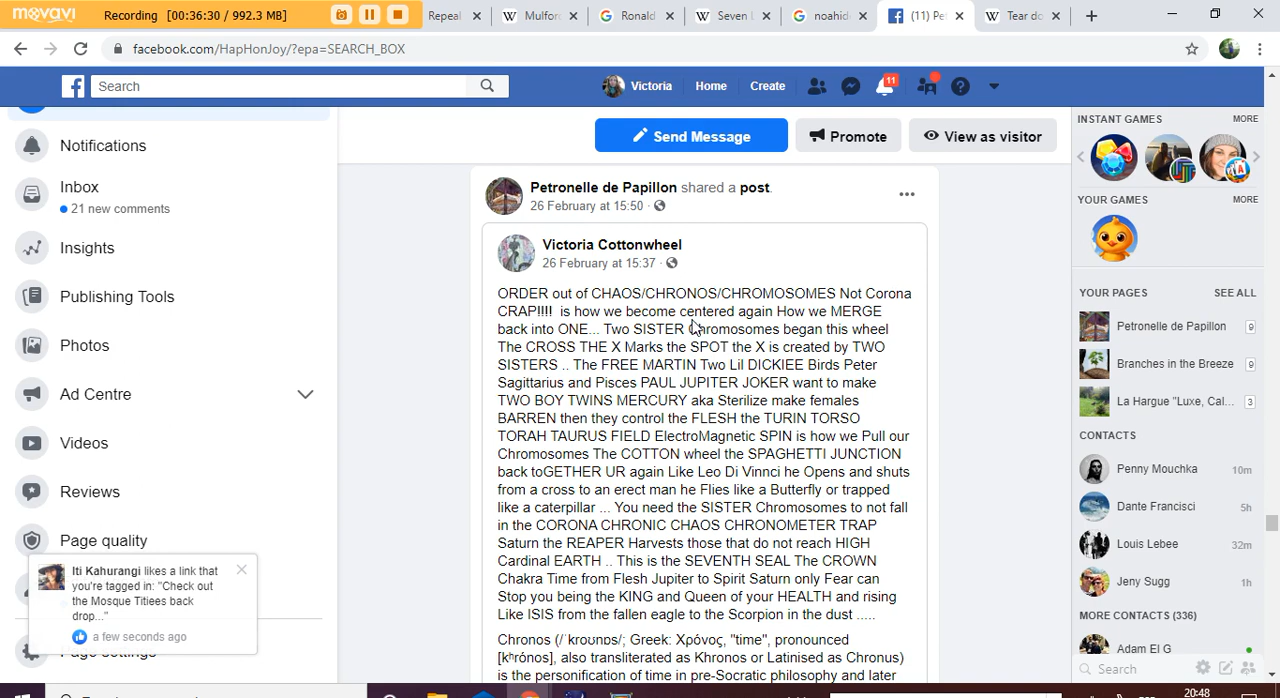 movavi
Recording [00:36:30 / 992.3 MB]
Repeal
Mulford
Ronald
Seven L
noahide
(11) Pet
Tear do
facebook.com/HapHonJoy/?epa=SEARCH_BOX
Search
Victoria
Home
Create
11
Notifications
Inbox
21 new comments
Insights
Publishing Tools
Photos
Ad Centre
Videos
Reviews
Page quality
Iti Kahurangi likes a link that
you're tagged in: "Check out
the Mosque Titiees back
drop..."
a few seconds ago
Page settings
Send Message
Promote
View as visitor
Petronelle de Papillon shared a post.
26 February at 15:50
Victoria Cottonwheel
26 February at 15:37
ORDER out of CHAOS/CHRONOS/CHROMOSOMES Not Corona
CRAP!!!! is how we become centered again How we MERGE
back into ONE... Two SISTER Chromosomes began this wheel
The CROSS THE X Marks the SPOT the X is created by TWO
SISTERS .. The FREE MARTIN Two Lil DICKIEE Birds Peter
Sagittarius and Pisces PAUL JUPITER JOKER want to make
TWO BOY TWINS MERCURY aka Sterilize make females
BARREN then they control the FLESH the TURIN TORSO
TORAH TAURUS FIELD ElectroMagnetic SPIN is how we Pull our
Chromosomes The COTTON wheel the SPAGHETTI JUNCTION
back toGETHER UR again Like Leo Di Vinnci he Opens and shuts
from a cross to an erect man he Flies like a Butterfly or trapped
like a caterpillar ... You need the SISTER Chromosomes to not fall
in the CORONA CHRONIC CHAOS CHRONOMETER TRAP
Saturn the REAPER Harvests those that do not reach HIGH
Cardinal EARTH .. This is the SEVENTH SEAL The CROWN
Chakra Time from Flesh Jupiter to Spirit Saturn only Fear can
Stop you being the KING and Queen of your HEALTH and rising
Like ISIS from the fallen eagle to the Scorpion in the dust .....
Chronos (/ˈkroʊnɒs/; Greek: Χρόνος, "time", pronounced
[kʰrónos], also transliterated as Khronos or Latinised as Chronus)
is the personification of time in pre-Socratic philosophy and later
INSTANT GAMES
MORE
YOUR GAMES
MORE
YOUR PAGES
SEE ALL
Petronelle de Papillon
9
Branches in the Breeze
9
La Hargue "Luxe, Cal...
3
CONTACTS
Penny Mouchka
10m
Dante Francisci
5h
Louis Lebee
32m
Jeny Sugg
1h
MORE CONTACTS (336)
Adam El G
Search
20:48